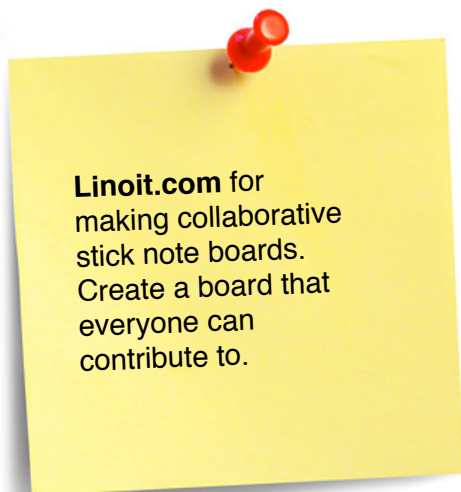 Linoit.com for
making collaborative
stick note boards.
Create a board that
everyone can
contribute to.